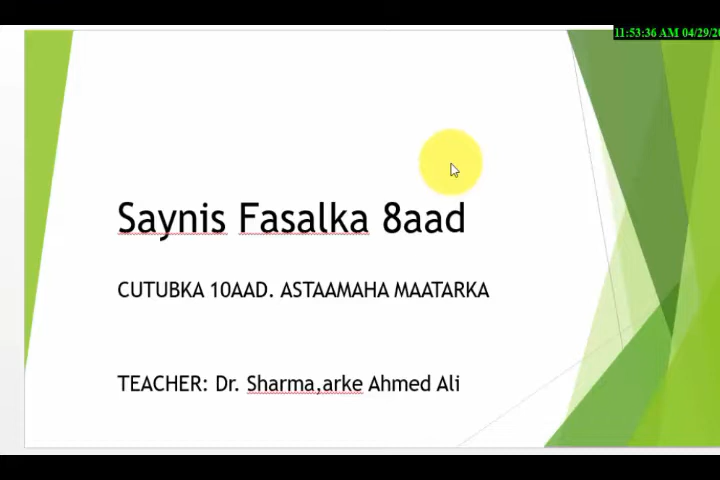 11:53:36 AM 04/29/20
Saynis Fasalka 8aad
CUTUBKA 10AAD. ASTAAMAHA MAATARKA
TEACHER: Dr. Sharma,arke Ahmed Ali